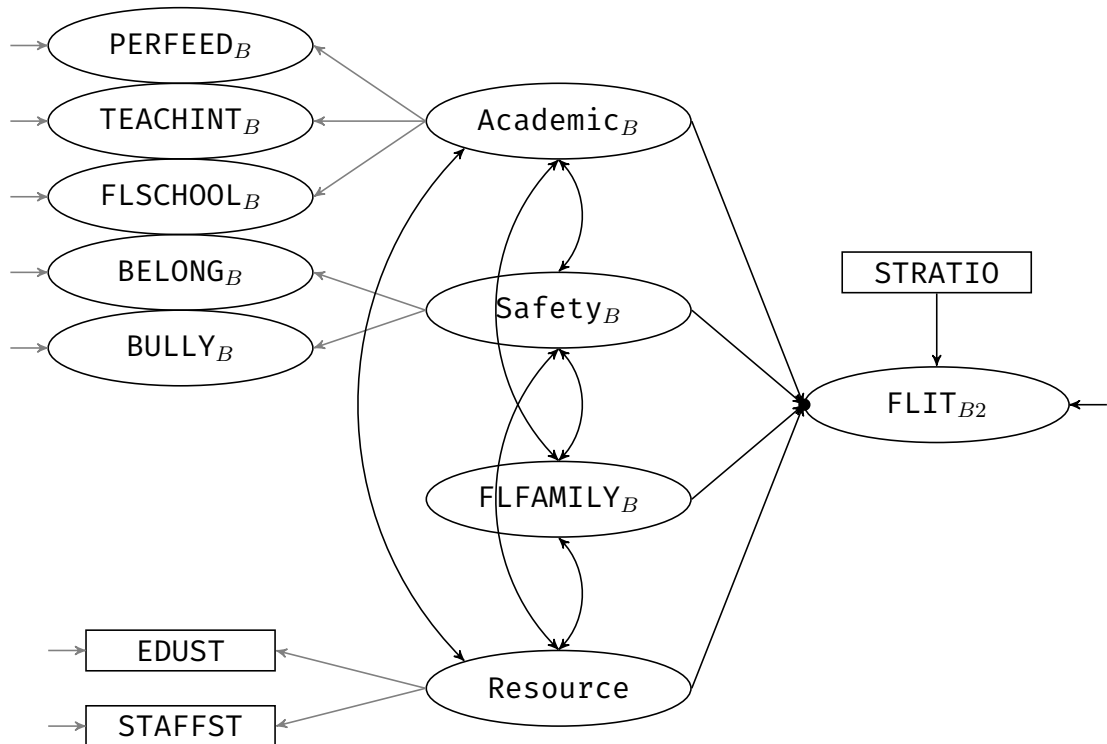 PERFEED_B
TEACHINT_B
FLSCHOOL_B
BELONG_B
BULLY_B
Academic_B
Safety_B
FLFAMILY_B
Resource
EDUST
STAFFST
STRATIO
FLIT_B2